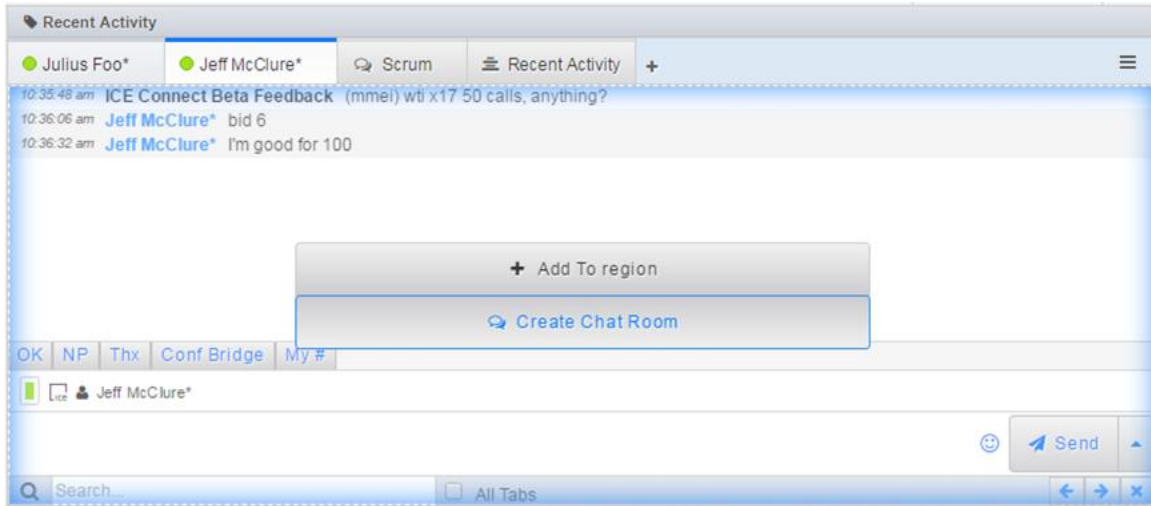 Recent Activity
Julius Foo* Jeff McClure* Scrum Recent Activity +
10:35:48 am ICE Connect Beta Feedback (mmei) wti x17 50 calls, anything?
10:36:06 am Jeff McClure* bid 6
10:36:32 am Jeff McClure* I'm good for 100
+ Add To region
Create Chat Room
OK NP Thx Conf Bridge My #
ice Jeff McClure*
Send
Search... All Tabs